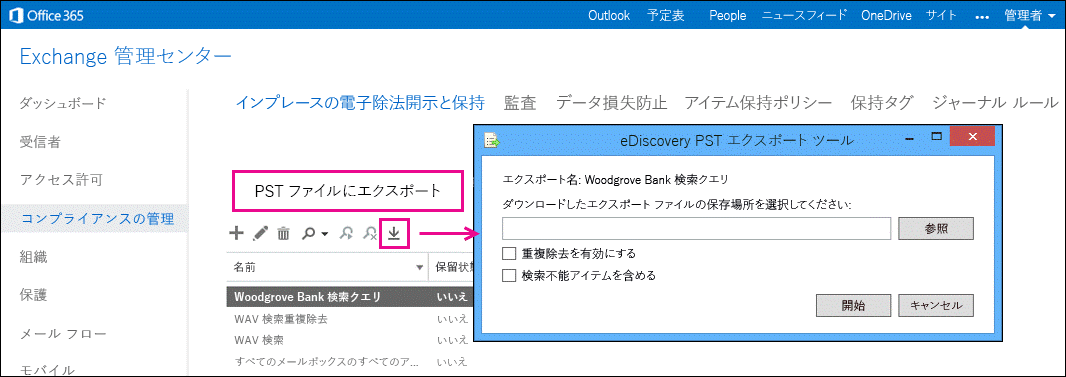 Office 365
Outlook 予定表 People ニュースフィード OneDrive サイト ••• 管理者
Exchange 管理センター
ダッシュボード
受信者
アクセス許可
コンプライアンスの管理
組織
保護
メール フロー
モバイル
インプレースの電子除法開示と保持 監査 データ損失防止 アイテム保持ポリシー 保持タグ ジャーナル ルール
PST ファイルにエクスポート
名前 保留状態
Woodgrove Bank 検索クエリ いいえ
WAV 検索重複除去 いいえ
WAV 検索 いいえ
すべてのメールボックスのすべてのア... いいえ
eDiscovery PST エクスポート ツール
エクスポート名: Woodgrove Bank 検索クエリ
ダウンロードしたエクスポート ファイルの保存場所を選択してください:
参照
重複除去を有効にする
検索不能アイテムを含める
開始 キャンセル